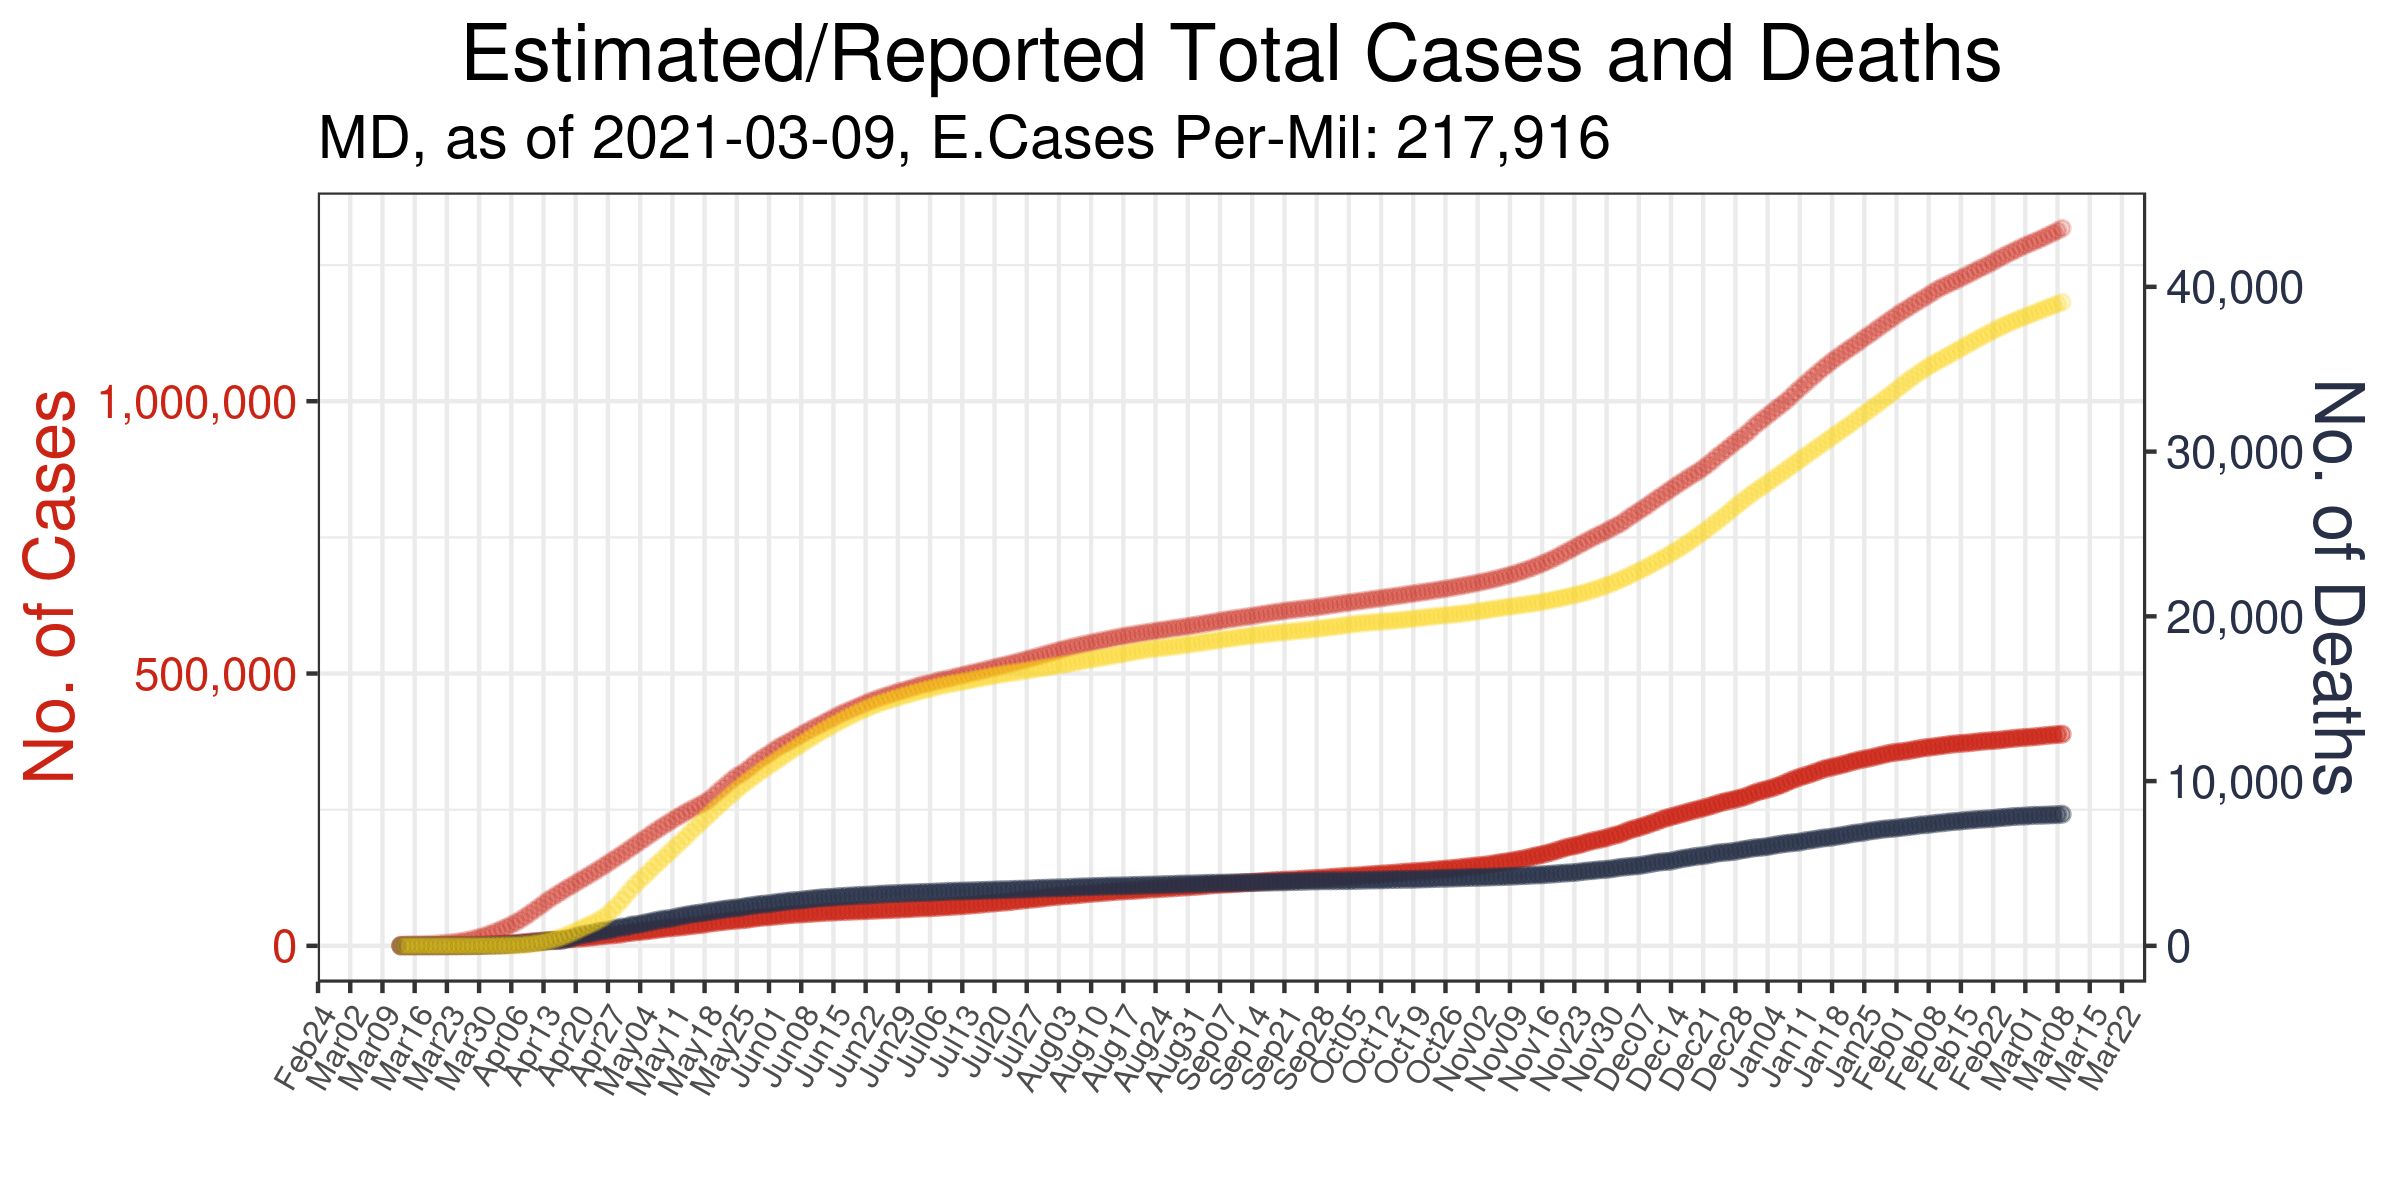 Estimated/Reported Total Cases and Deaths
MD, as of 2021-03-09, E.Cases Per-Mil: 217,916
No. of Cases
1,000,000
500,000
0
40,000
30,000
20,000
10,000
0
No. of Deaths
Feb24
Mar02
Mar09
Mar16
Mar23
Mar30
Apr06
Apr13
Apr20
Apr27
May04
May11
May18
May25
Jun01
Jun08
Jun15
Jun22
Jun29
Jul06
Jul13
Jul20
Jul27
Aug03
Aug10
Aug17
Aug24
Aug31
Sep07
Sep14
Sep21
Sep28
Oct05
Oct12
Oct19
Oct26
Nov02
Nov09
Nov16
Nov23
Nov30
Dec07
Dec14
Dec21
Dec28
Jan04
Jan11
Jan18
Jan25
Feb01
Feb08
Feb15
Feb22
Mar01
Mar08
Mar15
Mar22